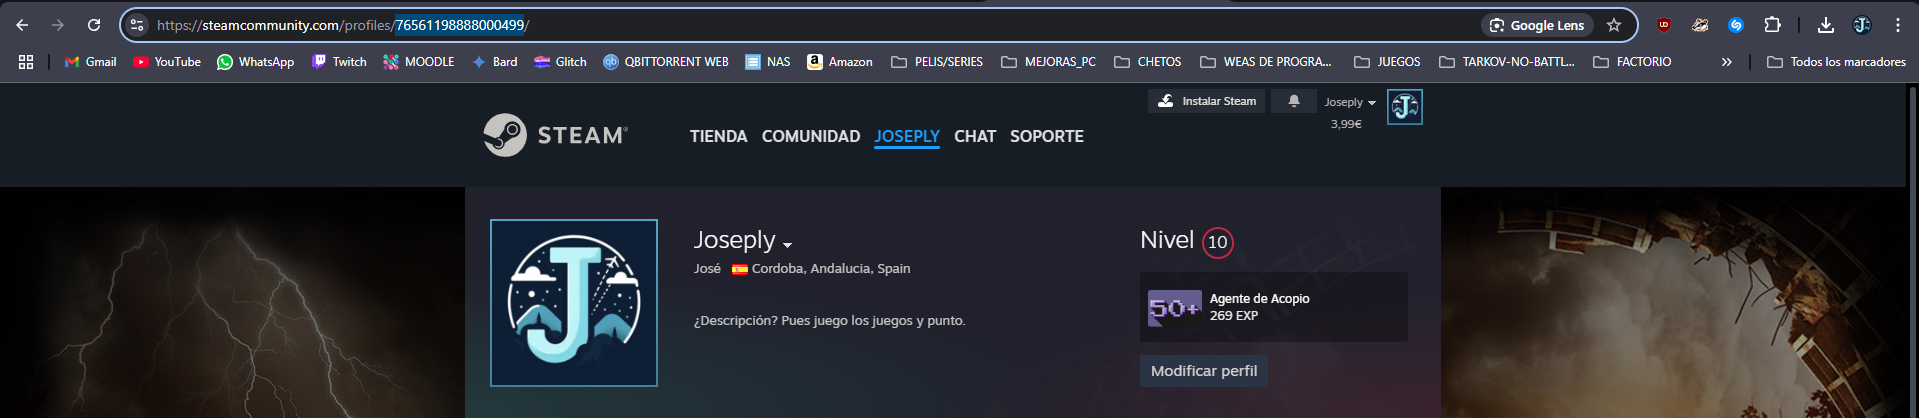 https://steamcommunity.com/profiles/76561198888000499/ Google Lens
Gmail YouTube WhatsApp Twitch MOODLE Bard Glitch QBITTORRENT WEB NAS Amazon PELIS/SERIES MEJORAS_PC CHETOS WEAS DE PROGRA... JUEGOS TARKOV-NO-BATTL... FACTORIO » Todos los marcadores
Instalar Steam Joseply
3,99€
STEAM® TIENDA COMUNIDAD JOSEPLY CHAT SOPORTE
Joseply Nivel 10
José Cordoba, Andalucia, Spain
50+ Agente de Acopio
269 EXP
¿Descripción? Pues juego los juegos y punto.
Modificar perfil